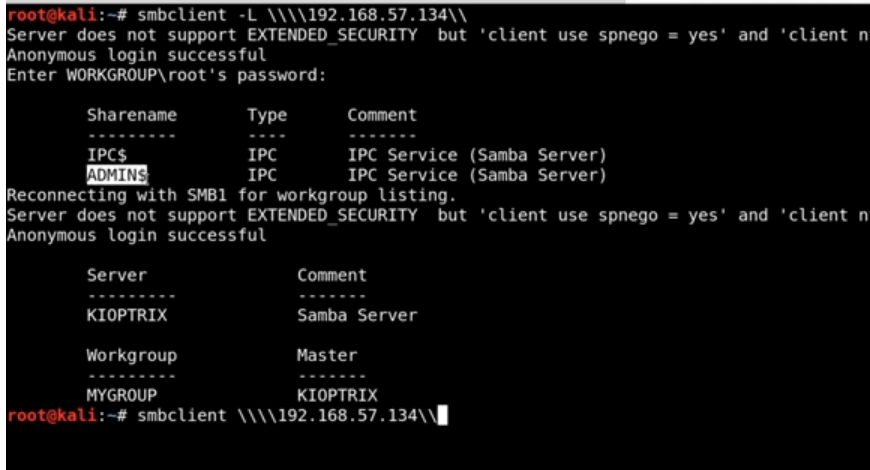 root@kali:~# smbclient -L \\\\192.168.57.134\\
Server does not support EXTENDED_SECURITY  but 'client use spnego = yes' and 'client n
Anonymous login successful
Enter WORKGROUP\root's password:
Sharename       Type      Comment
---------       ----      -------
IPC$            IPC       IPC Service (Samba Server)
ADMIN$          IPC       IPC Service (Samba Server)
Reconnecting with SMB1 for workgroup listing.
Server does not support EXTENDED_SECURITY  but 'client use spnego = yes' and 'client n
Anonymous login successful
Server               Comment
---------            -------
KIOPTRIX             Samba Server
Workgroup            Master
---------            -------
MYGROUP              KIOPTRIX
root@kali:~# smbclient \\\\192.168.57.134\\